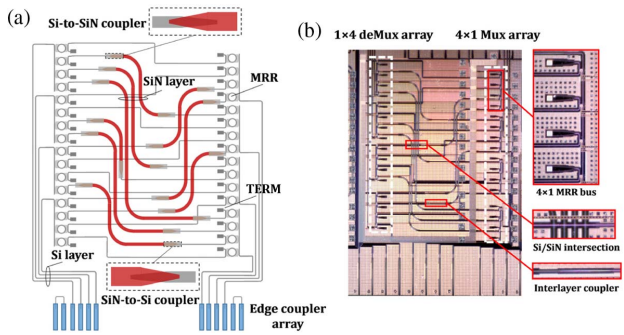 (a)
Si-to-SiN coupler
SiN layer
MRR
TERM
Si layer
SiN-to-Si coupler
Edge coupler
array
(b)
1×4 deMux array
4×1 Mux array
4×1 MRR bus
Si/SiN intersection
Interlayer coupler